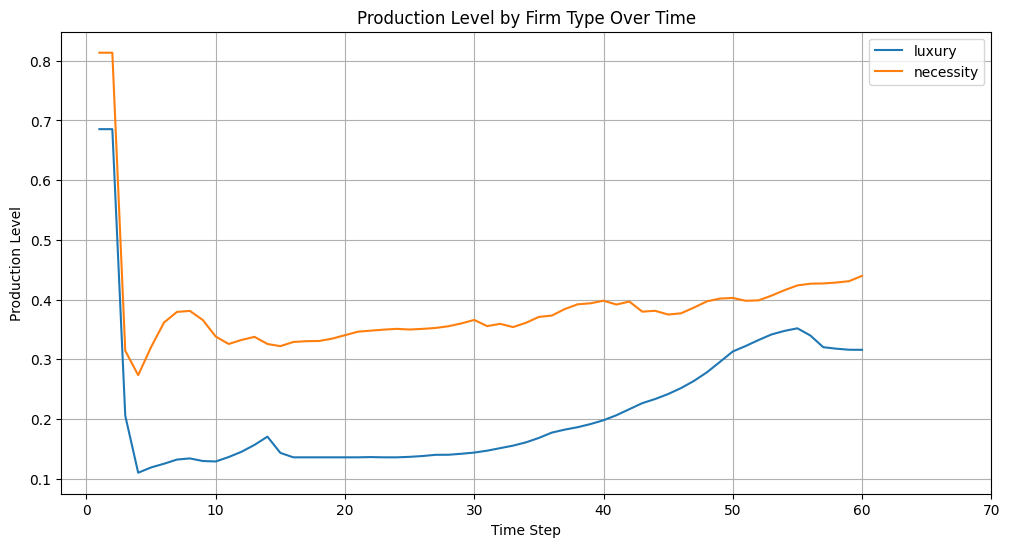 Production Level by Firm Type Over Time
luxury
necessity
Production Level
0.8
0.7
0.6
0.5
0.4
0.3
0.2
0.1
0 10 20 30 40 50 60 70
Time Step